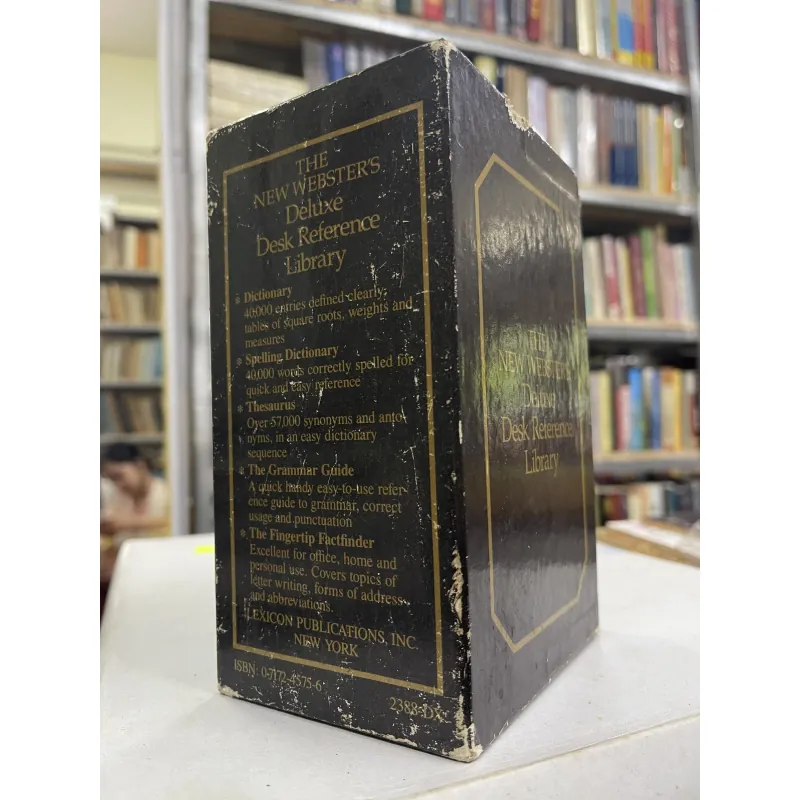 THE
NEW WEBSTER'S
Deluxe
Desk Reference
Library
* Dictionary
40,000 entries defined clearly;
tables of square roots, weights and
measures
* Spelling Dictionary
40,000 words correctly spelled for
quick and easy reference
* Thesaurus
Over 57,000 synonyms and anto-
nyms, in an easy dictionary
sequence
* The Grammar Guide
A quick handy easy-to-use refer-
ence guide to grammar, correct
usage and punctuation
* The Fingertip Factfinder
Excellent for office, home and
personal use. Covers topics of
letter writing, forms of address
and abbreviations.
LEXICON PUBLICATIONS, INC.
NEW YORK
ISBN: 0-7172-4575-6
2388-DX
THE
NEW WEBSTER'S
Deluxe
Desk Reference
Library